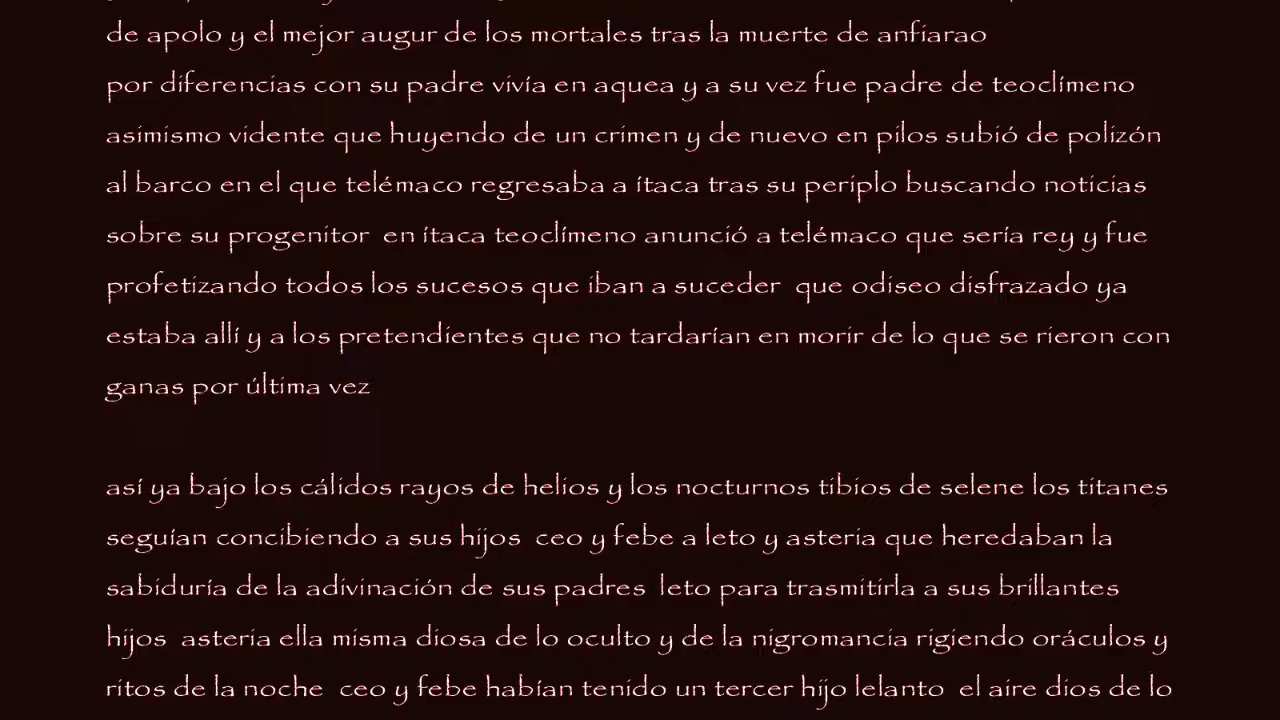 de apolo y el mejor augur de los mortales tras la muerte de anfiarao
por diferencias con su padre vivía en aquea y a su vez fue padre de teoclímeno
asimismo vidente que huyendo de un crimen y de nuevo en pilos subió de polizón
al barco en el que telémaco regresaba a ítaca tras su periplo buscando noticias
sobre su progenitor  en ítaca teoclímeno anunció a telémaco que sería rey y fue
profetizando todos los sucesos que iban a suceder  que odiseo disfrazado ya
estaba allí y a los pretendientes que no tardarían en morir de lo que se rieron con
ganas por última vez
así ya bajo los cálidos rayos de helios y los nocturnos tibios de selene los titanes
seguían concibiendo a sus hijos  ceo y febe a leto y asteria que heredaban la
sabiduría de la adivinación de sus padres  leto para trasmitirla a sus brillantes
hijos  asteria ella misma diosa de lo oculto y de la nigromancia rigiendo oráculos y
ritos de la noche  ceo y febe habían tenido un tercer hijo lelanto  el aire dios de lo